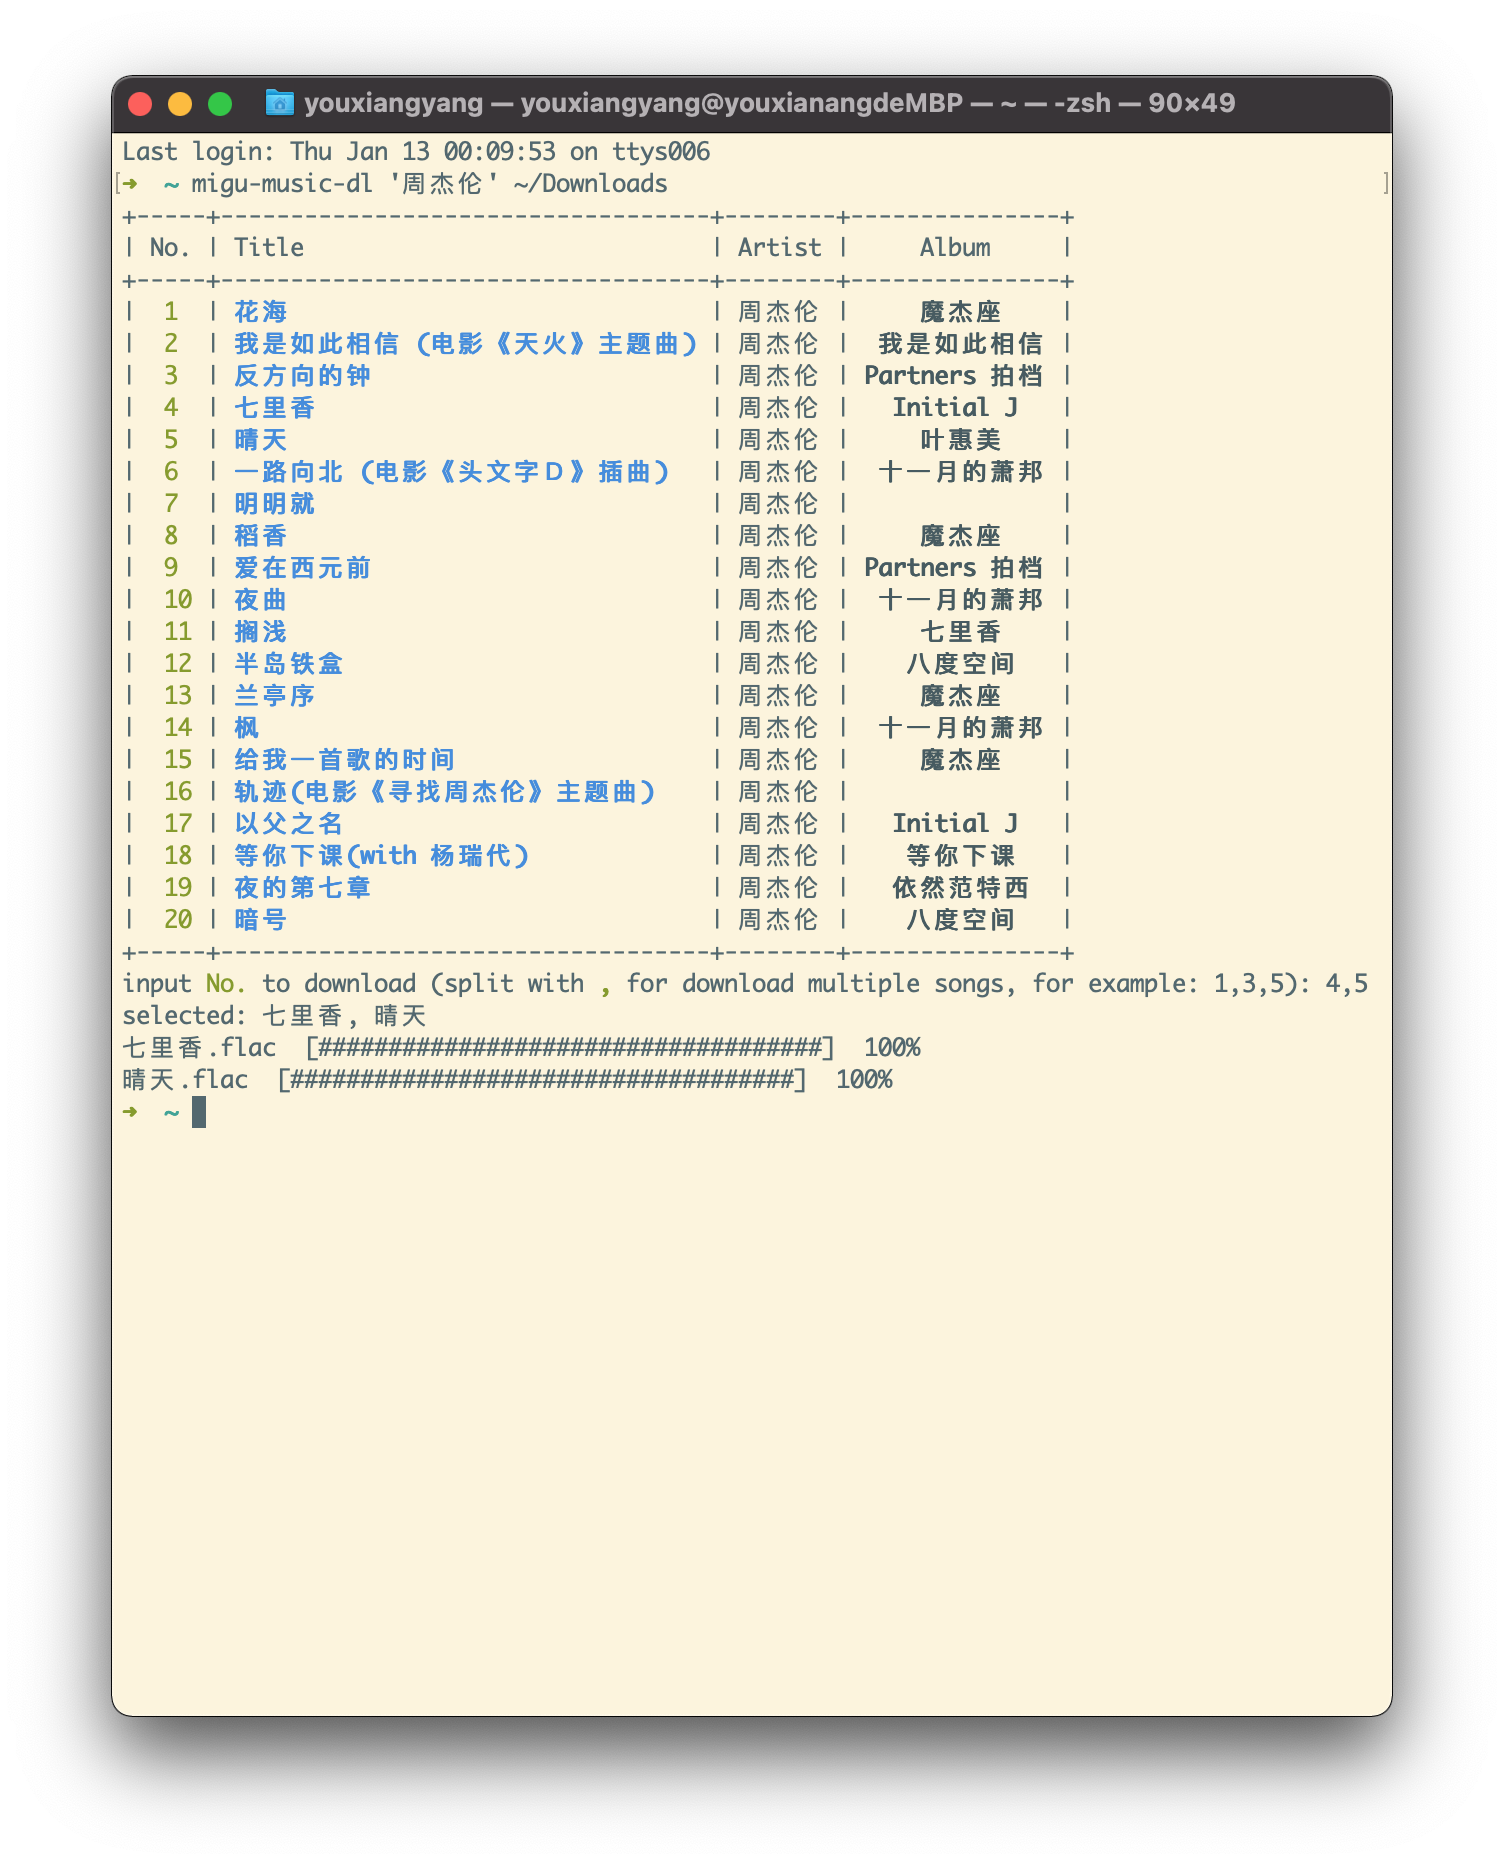 youxiangyang — youxiangyang@youxianangdeMBP — ~ — -zsh — 90×49
Last login: Thu Jan 13 00:09:53 on ttys006
[➜  ~ migu-music-dl '周杰伦' ~/Downloads ]
+-----+-----------------------------------+--------+---------------+
| No. | Title                             | Artist |     Album     |
+-----+-----------------------------------+--------+---------------+
|  1  | 花海                              | 周杰伦 |     魔杰座    |
|  2  | 我是如此相信 (电影《天火》主题曲) | 周杰伦 |  我是如此相信 |
|  3  | 反方向的钟                        | 周杰伦 | Partners 拍档 |
|  4  | 七里香                            | 周杰伦 |   Initial J   |
|  5  | 晴天                              | 周杰伦 |     叶惠美    |
|  6  | 一路向北 (电影《头文字Ｄ》插曲)   | 周杰伦 |  十一月的萧邦 |
|  7  | 明明就                            | 周杰伦 |               |
|  8  | 稻香                              | 周杰伦 |     魔杰座    |
|  9  | 爱在西元前                        | 周杰伦 | Partners 拍档 |
|  10 | 夜曲                              | 周杰伦 |  十一月的萧邦 |
|  11 | 搁浅                              | 周杰伦 |     七里香    |
|  12 | 半岛铁盒                          | 周杰伦 |    八度空间   |
|  13 | 兰亭序                            | 周杰伦 |     魔杰座    |
|  14 | 枫                                | 周杰伦 |  十一月的萧邦 |
|  15 | 给我一首歌的时间                  | 周杰伦 |     魔杰座    |
|  16 | 轨迹(电影《寻找周杰伦》主题曲)    | 周杰伦 |               |
|  17 | 以父之名                          | 周杰伦 |   Initial J   |
|  18 | 等你下课(with 杨瑞代)             | 周杰伦 |    等你下课   |
|  19 | 夜的第七章                        | 周杰伦 |   依然范特西  |
|  20 | 暗号                              | 周杰伦 |    八度空间   |
+-----+-----------------------------------+--------+---------------+
input No. to download (split with , for download multiple songs, for example: 1,3,5): 4,5
selected: 七里香, 晴天
七里香.flac  [####################################]  100%
晴天.flac  [####################################]  100%
➜  ~